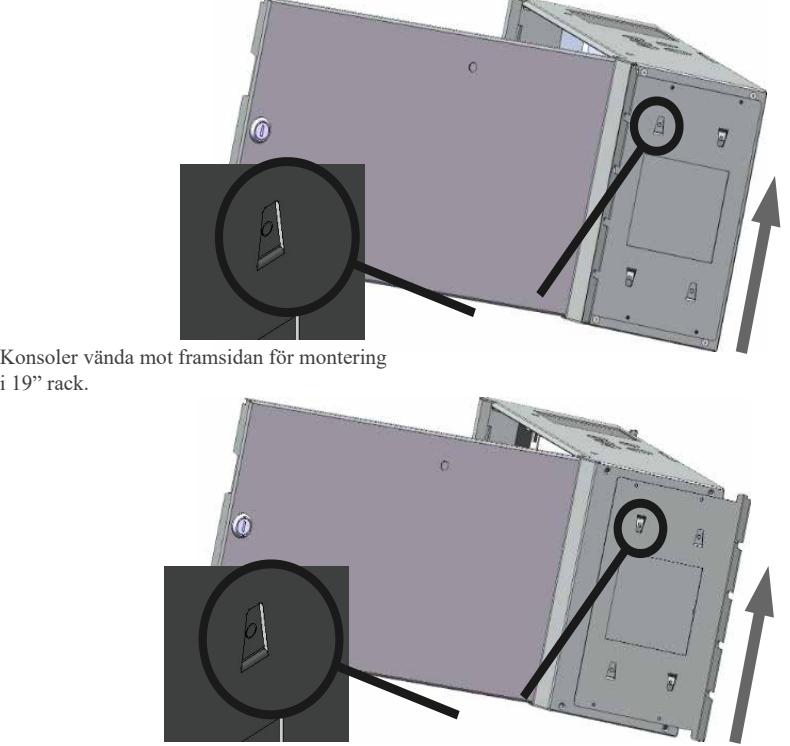 Konsoler vända mot framsidan för montering
i 19” rack.